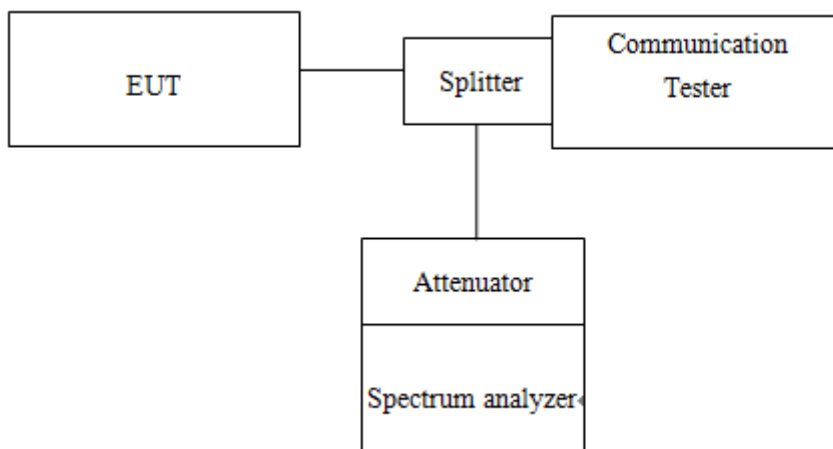 EUT
Splitter
Communication
Tester
Attenuator
Spectrum analyzer